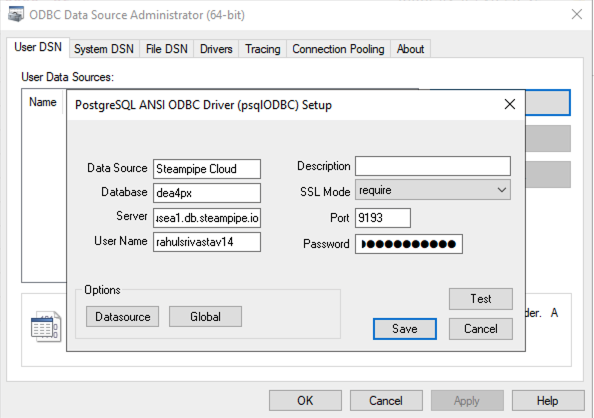 ODBC Data Source Administrator (64-bit)
User DSN System DSN File DSN Drivers Tracing Connection Pooling About
User Data Sources:
Name
PostgreSQL ANSI ODBC Driver (psqlODBC) Setup
Data Source Steampipe Cloud Description
Database dea4px SSL Mode require
Server usea1.db.steampipe.io Port 9193
User Name rahulsrivastav14 Password ●●●●●●●●●●●
Options
Datasource Global
Test
Save Cancel
der. A
OK Cancel Apply Help